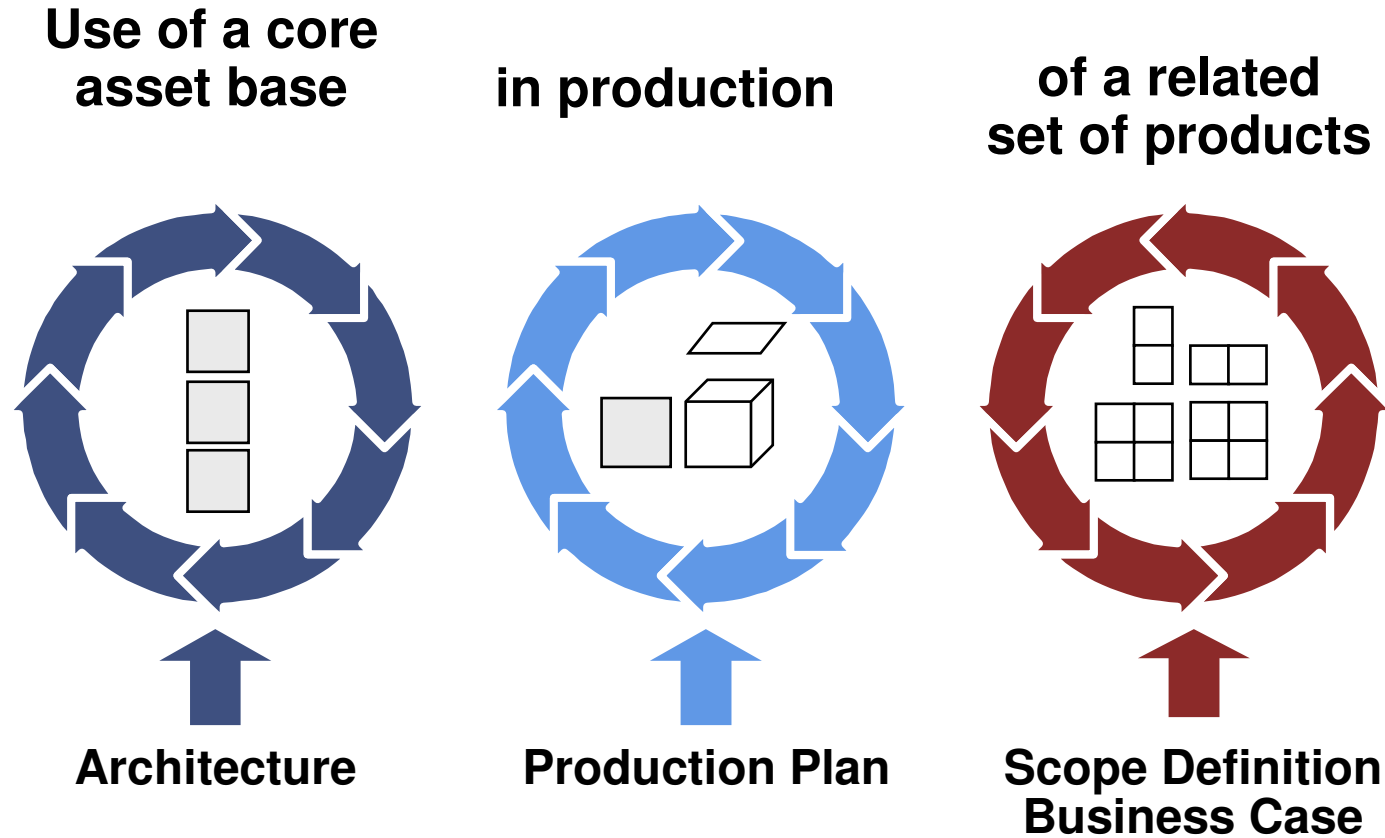 Use of a core
asset base
in production
of a related
set of products
Architecture
Production Plan
Scope Definition
Business Case